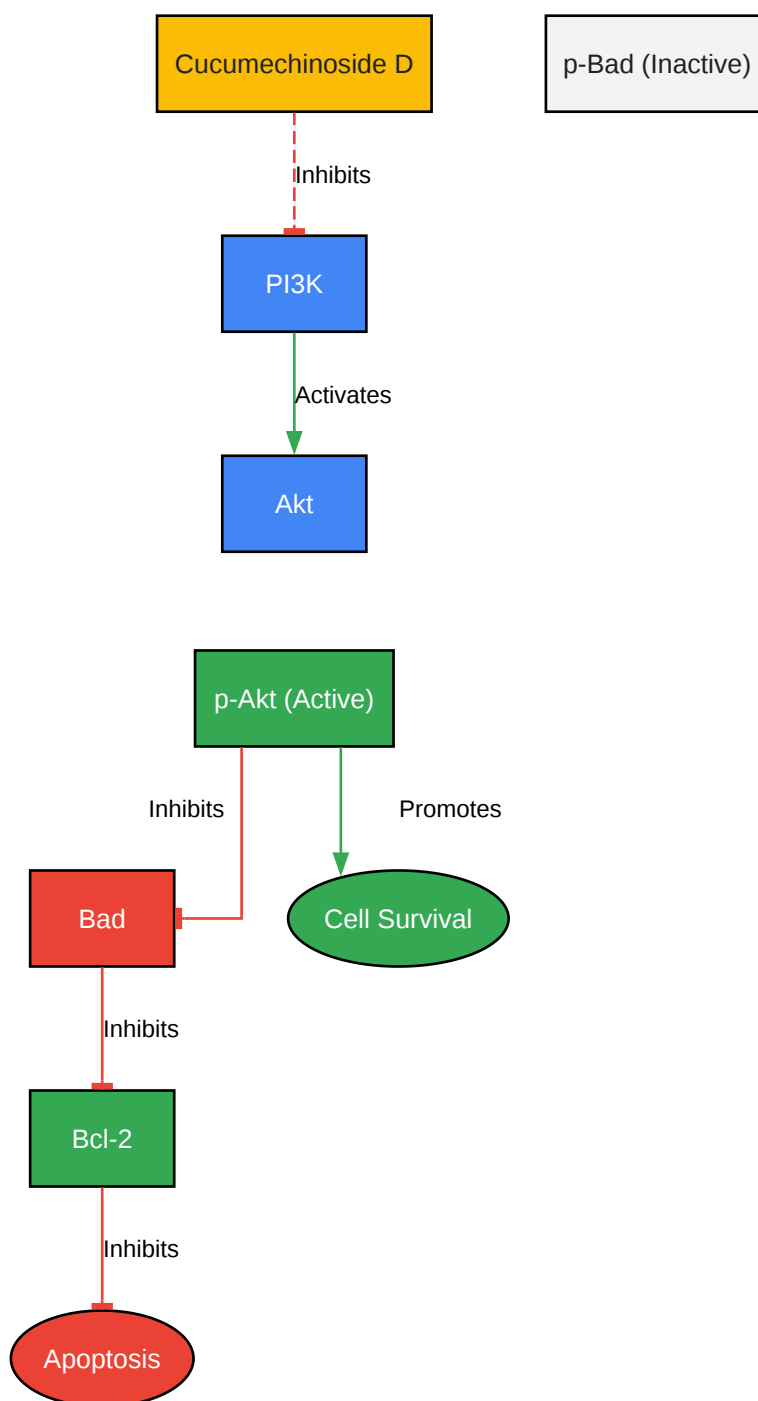 Cucumechinoside D
p-Bad (Inactive)
Inhibits
PI3K
Activates
Akt
p-Akt (Active)
Inhibits
Promotes
Bad
Cell Survival
Inhibits
Bcl-2
Inhibits
Apoptosis